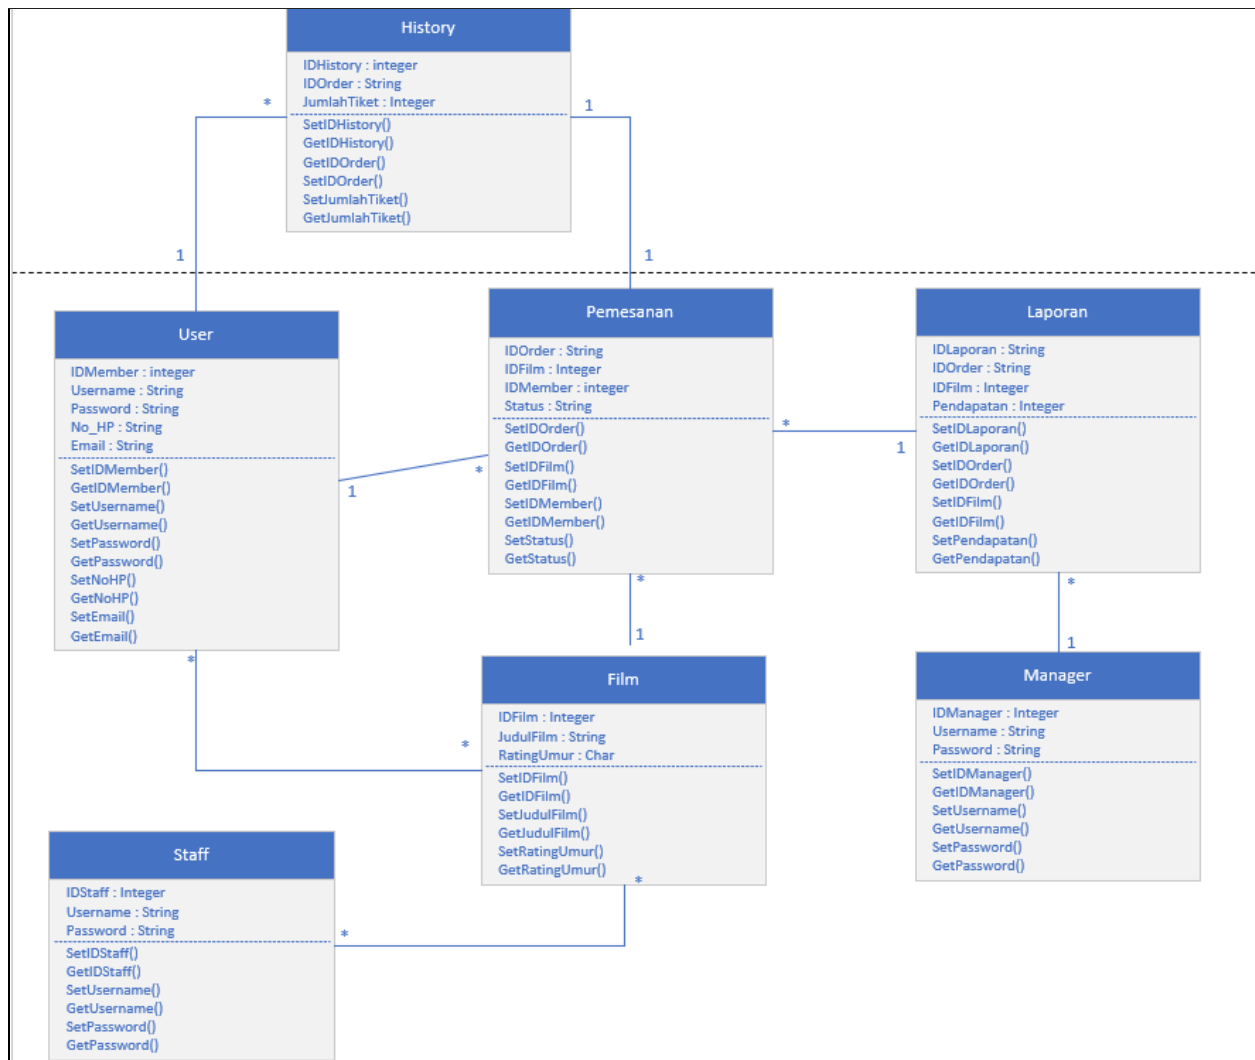 History
IDHistory : integer
IDOrder : String
JumlahTiket : Integer
SetIDHistory()
GetIDHistory()
GetIDOrder()
SetIDOrder()
SetJumlahTiket()
GetJumlahTiket()
*
1
1
1
User
IDMember : integer
Username : String
Password : String
No_HP : String
Email : String
SetIDMember()
GetIDMember()
SetUsername()
GetUsername()
SetPassword()
GetPassword()
SetNoHP()
GetNoHP()
SetEmail()
GetEmail()
1
*
*
Pemesanan
IDOrder : String
IDFilm : Integer
IDMember : integer
Status : String
SetIDOrder()
GetIDOrder()
SetIDFilm()
GetIDFilm()
SetIDMember()
GetIDMember()
SetStatus()
GetStatus()
*
1
*
1
Laporan
IDLaporan : String
IDOrder : String
IDFilm : Integer
Pendapatan : Integer
SetIDLaporan()
GetIDLaporan()
SetIDOrder()
GetIDOrder()
SetIDFilm()
GetIDFilm()
SetPendapatan()
GetPendapatan()
*
1
Film
IDFilm : Integer
JudulFilm : String
RatingUmur : Char
SetIDFilm()
GetIDFilm()
SetJudulFilm()
GetJudulFilm()
SetRatingUmur()
GetRatingUmur()
*
*
Manager
IDManager : Integer
Username : String
Password : String
SetIDManager()
GetIDManager()
SetUsername()
GetUsername()
SetPassword()
GetPassword()
Staff
IDStaff : Integer
Username : String
Password : String
SetIDStaff()
GetIDStaff()
SetUsername()
GetUsername()
SetPassword()
GetPassword()
*